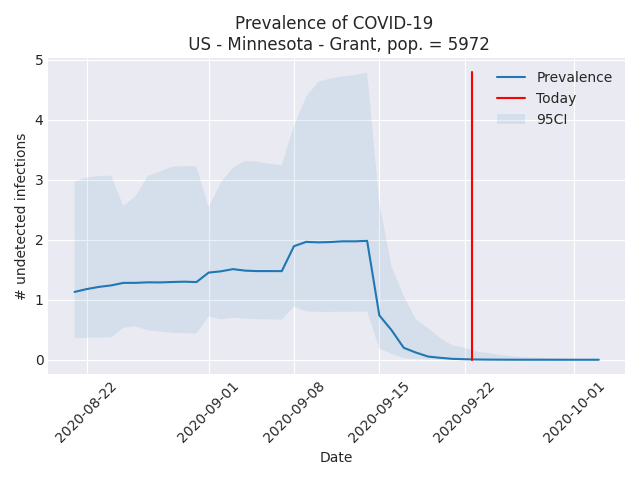 Prevalence of COVID-19
US - Minnesota - Grant, pop. = 5972
5
4
3
2
1
0
# undetected infections
Prevalence
Today
95CI
2020-08-22
2020-09-01
2020-09-08
2020-09-15
2020-09-22
2020-10-01
Date